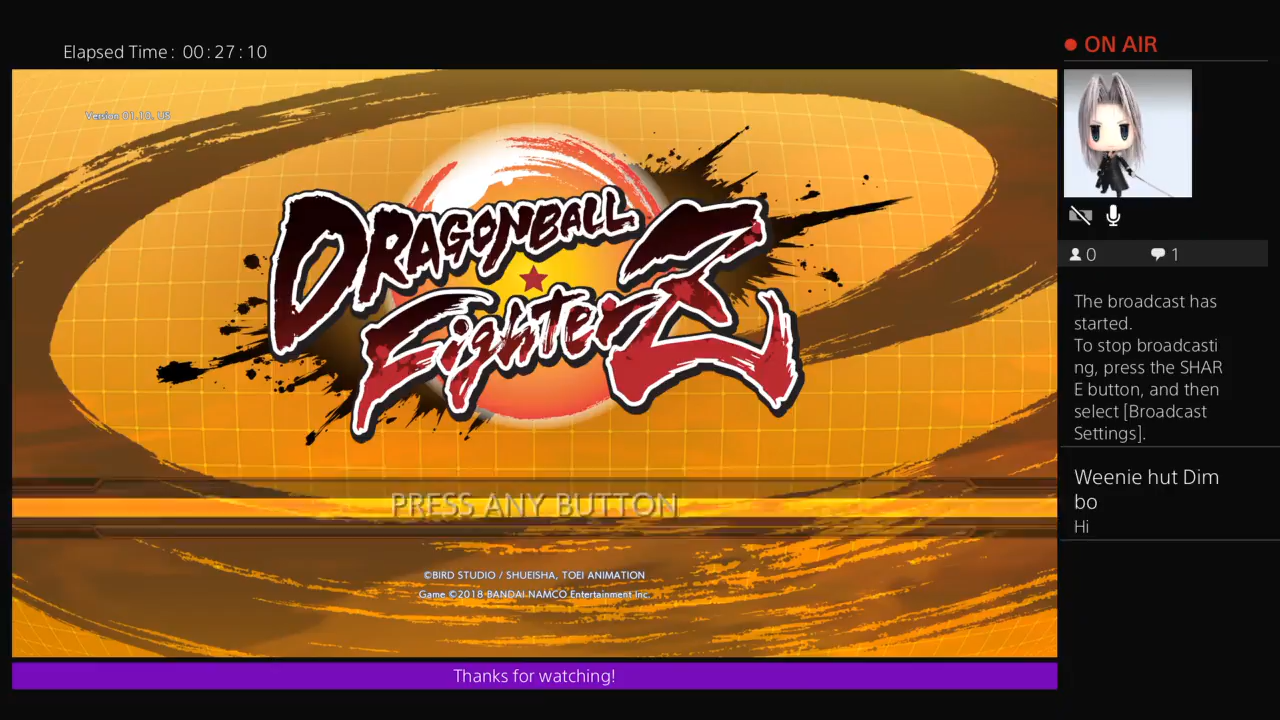 Elapsed Time: 00:27:10
ON AIR
Version 01.10. US
DRAGONBALL
FighterZ
PRESS ANY BUTTON
©BIRD STUDIO / SHUEISHA, TOEI ANIMATION
Game ©2018 BANDAI NAMCO Entertainment Inc.
Thanks for watching!
0
1
The broadcast has
started.
To stop broadcasti
ng, press the SHAR
E button, and then
select [Broadcast
Settings].
Weenie hut Dim
bo
Hi